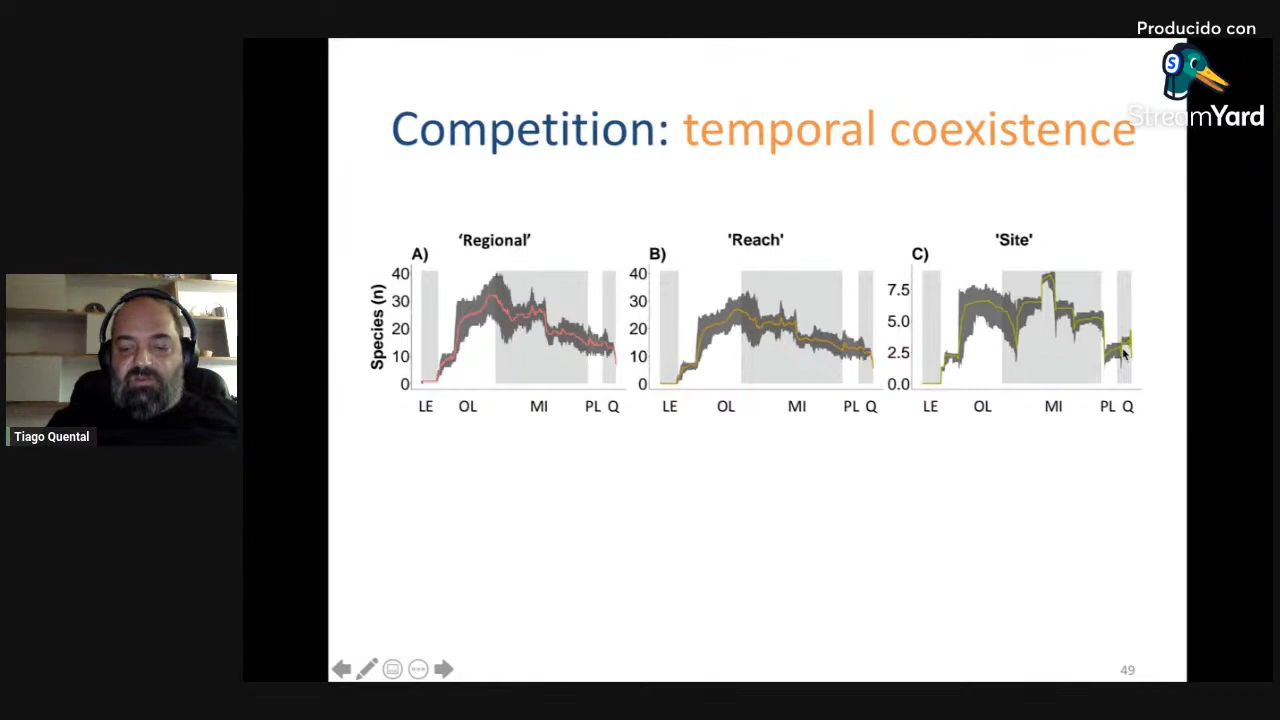 Producido con
StreamYard
Competition: temporal coexistence
'Regional' 'Reach' 'Site'
A) B) C)
Species (n)
40 40 7.5
30 30 5.0
20 20 2.5
10 10 0.0
0 0
LE OL MI PL Q LE OL MI PL Q LE OL MI PL Q
Tiago Quental
49